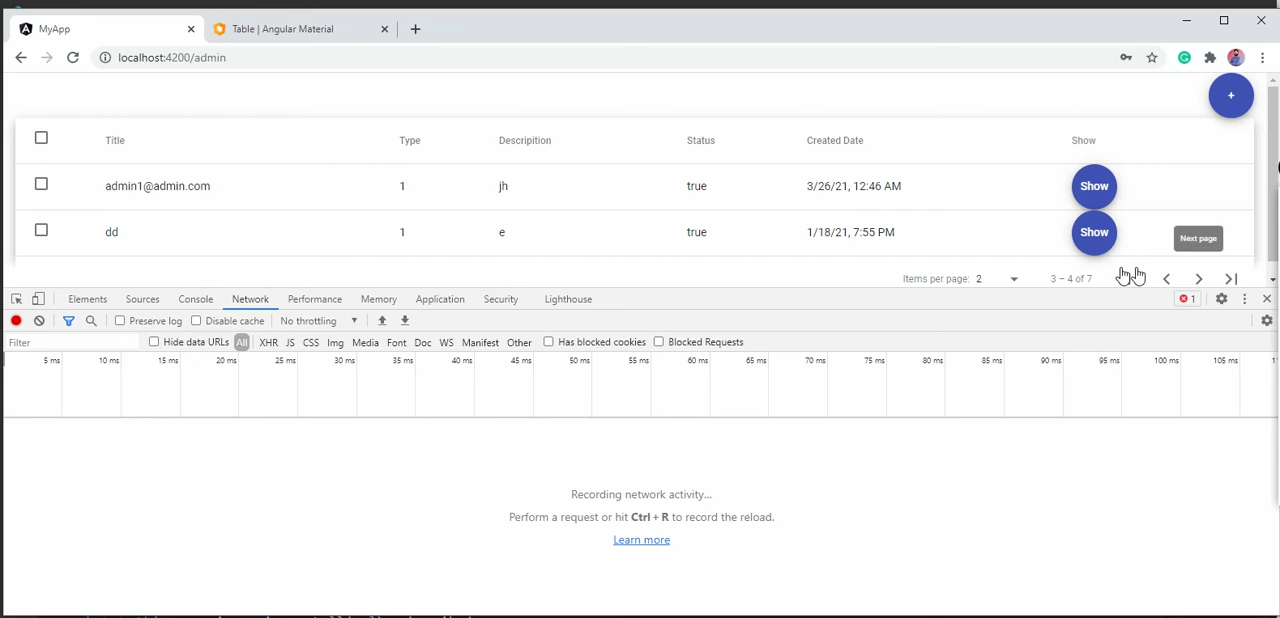 MyApp
Table | Angular Material
localhost:4200/admin
+
Title Type Descripition Status Created Date Show
admin1@admin.com 1 jh true 3/26/21, 12:46 AM Show
dd 1 e true 1/18/21, 7:55 PM Show
Next page
Items per page: 2 3 – 4 of 7
Elements Sources Console Network Performance Memory Application Security Lighthouse 1
Preserve log Disable cache No throttling
Filter Hide data URLs All XHR JS CSS Img Media Font Doc WS Manifest Other Has blocked cookies Blocked Requests
5 ms 10 ms 15 ms 20 ms 25 ms 30 ms 35 ms 40 ms 45 ms 50 ms 55 ms 60 ms 65 ms 70 ms 75 ms 80 ms 85 ms 90 ms 95 ms 100 ms 105 ms
Recording network activity...
Perform a request or hit Ctrl + R to record the reload.
Learn more